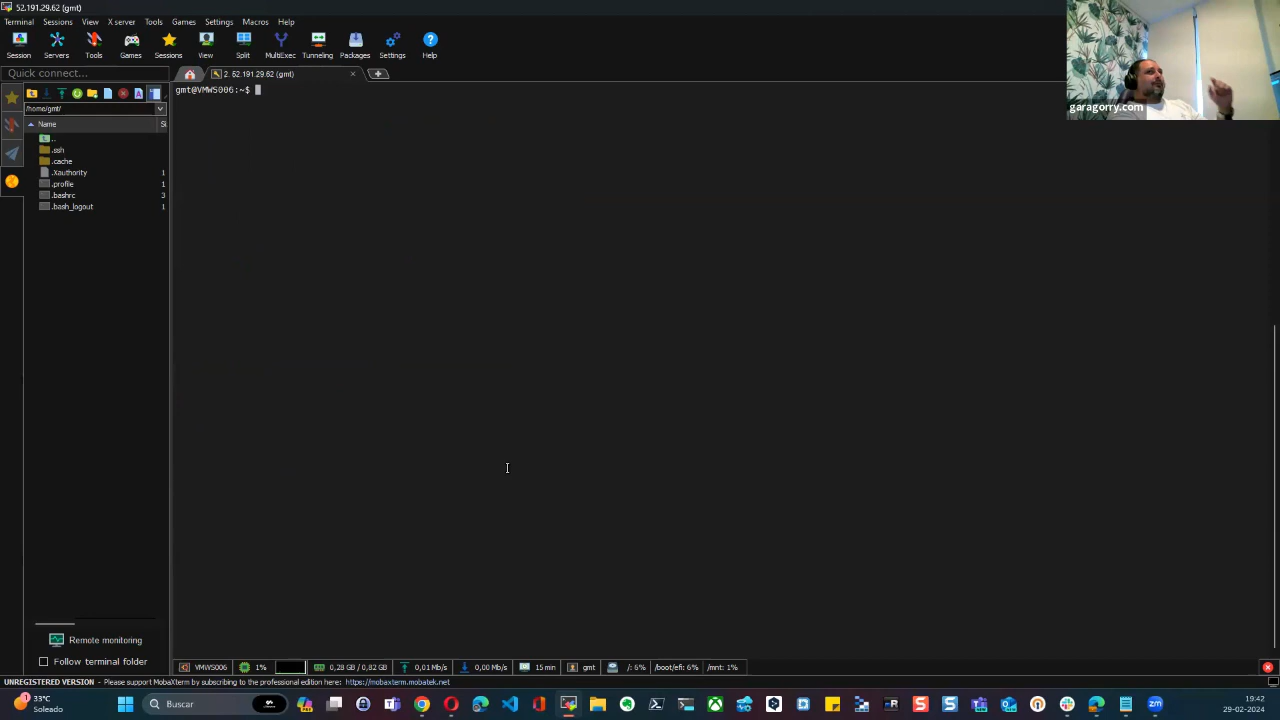 52.191.29.62 (gmt)
Terminal Sessions View X server Tools Games Settings Macros Help
Session Servers Tools Games Sessions View Split MultiExec Tunneling Packages Settings Help
Quick connect...
2. 52.191.29.62 (gmt)
/home/gmt/
Name
..
.ssh
.cache
.Xauthority 1
.profile 1
.bashrc 3
.bash_logout 1
gmt@VMWS006:~$
garagorry.com
Remote monitoring
Follow terminal folder
VMWS006 1% 0,28 GB / 0,82 GB 0,01 Mb/s 0,00 Mb/s 15 min gmt /: 6% /boot/efi: 6% /mnt: 1%
UNREGISTERED VERSION - Please support MobaXterm by subscribing to the professional edition here: https://mobaxterm.mobatek.net
33°C
Soleado
Buscar
19:42
29-02-2024